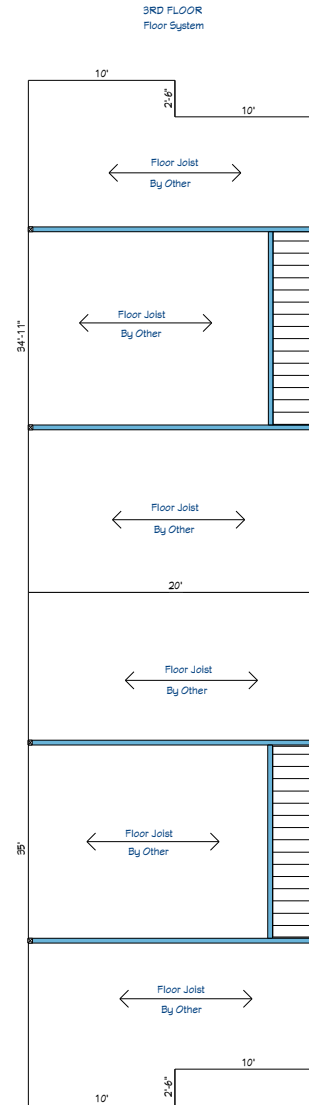 3RD FLOOR
Floor System
10'
2'-6"
10'
Floor Joist
By Other
Floor Joist
By Other
34'-11"
Floor Joist
By Other
20'
Floor Joist
By Other
Floor Joist
By Other
35'
Floor Joist
By Other
10'
2'-6"
10'